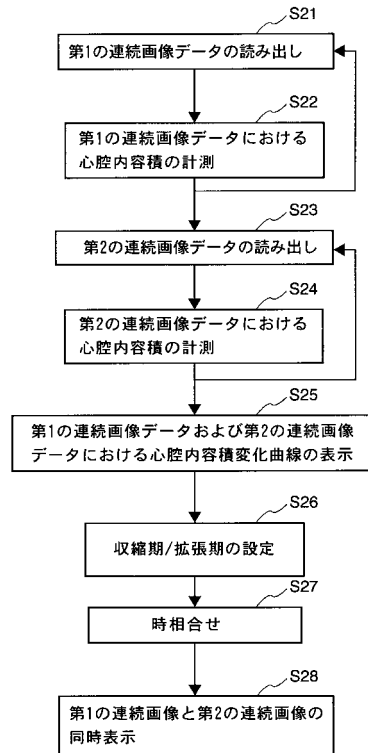 S21
第1の連続画像データの読み出し
S22
第1の連続画像データにおける
心腔内容積の計測
S23
第2の連続画像データの読み出し
S24
第2の連続画像データにおける
心腔内容積の計測
S25
第1の連続画像データおよび第2の連続画像
データにおける心腔内容積変化曲線の表示
S26
収縮期/拡張期の設定
S27
時相合せ
S28
第1の連続画像と第2の連続画像の
同時表示